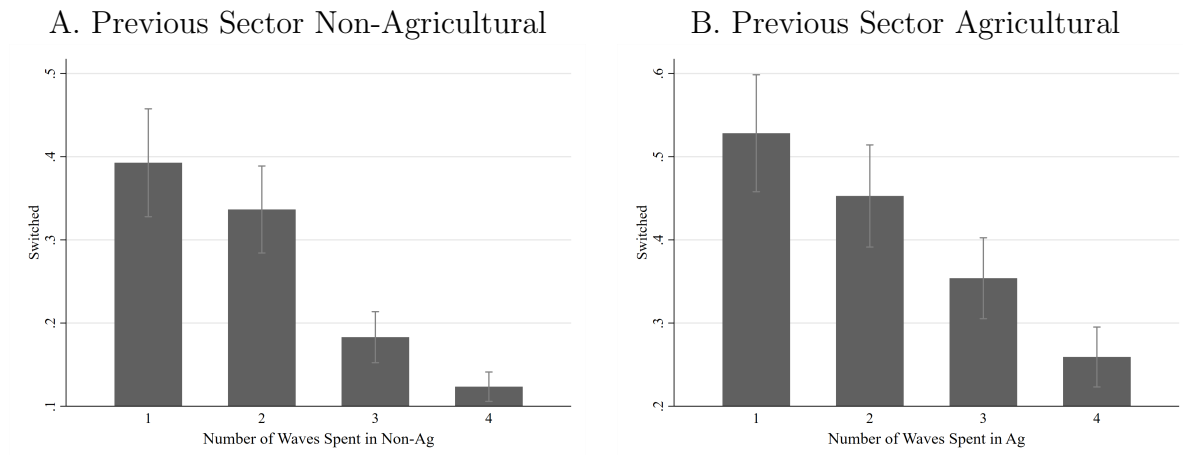 A. Previous Sector Non-Agricultural
.5
.4
.3
.2
.1
Switched
1 2 3 4
Number of Waves Spent in Non-Ag
B. Previous Sector Agricultural
.6
.5
.4
.3
.2
Switched
1 2 3 4
Number of Waves Spent in Ag